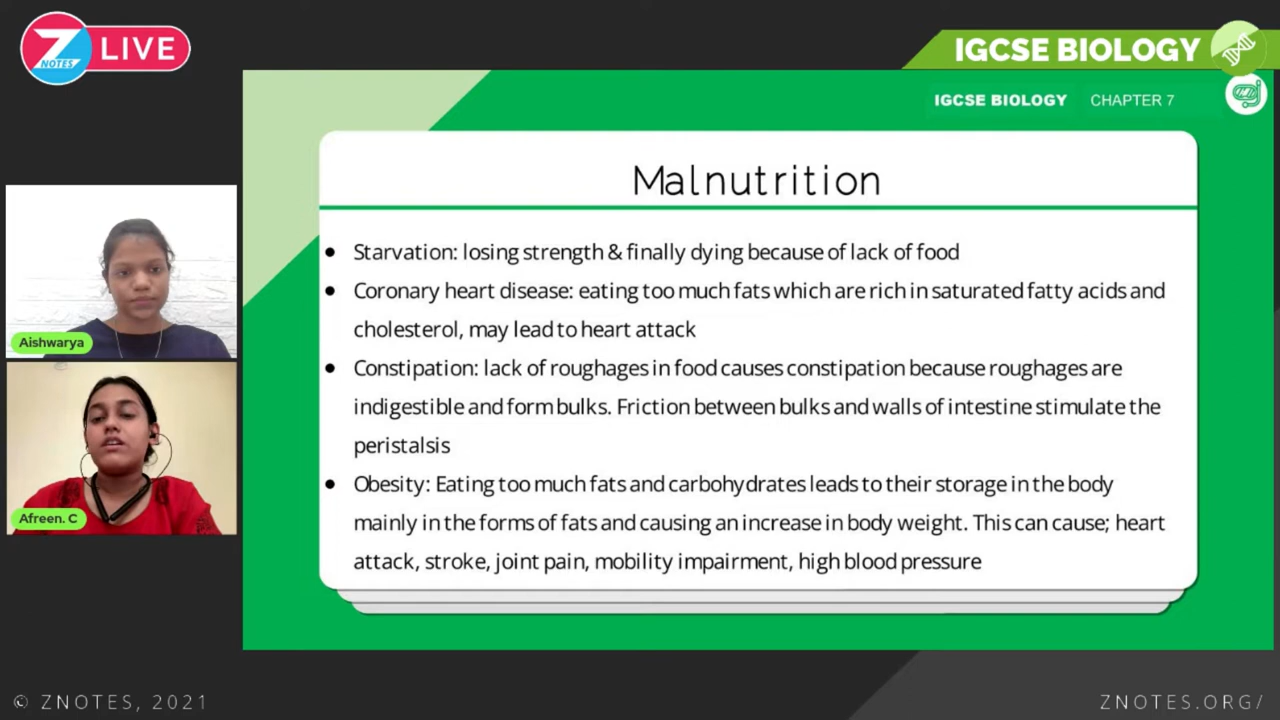 Z NOTES LIVE
IGCSE BIOLOGY
IGCSE BIOLOGY CHAPTER 7
Malnutrition
● Starvation: losing strength & finally dying because of lack of food
● Coronary heart disease: eating too much fats which are rich in saturated fatty acids and
cholesterol, may lead to heart attack
● Constipation: lack of roughages in food causes constipation because roughages are
indigestible and form bulks. Friction between bulks and walls of intestine stimulate the
peristalsis
● Obesity: Eating too much fats and carbohydrates leads to their storage in the body
mainly in the forms of fats and causing an increase in body weight. This can cause; heart
attack, stroke, joint pain, mobility impairment, high blood pressure
Aishwarya
Afreen. C
© ZNOTES, 2021
ZNOTES.ORG/